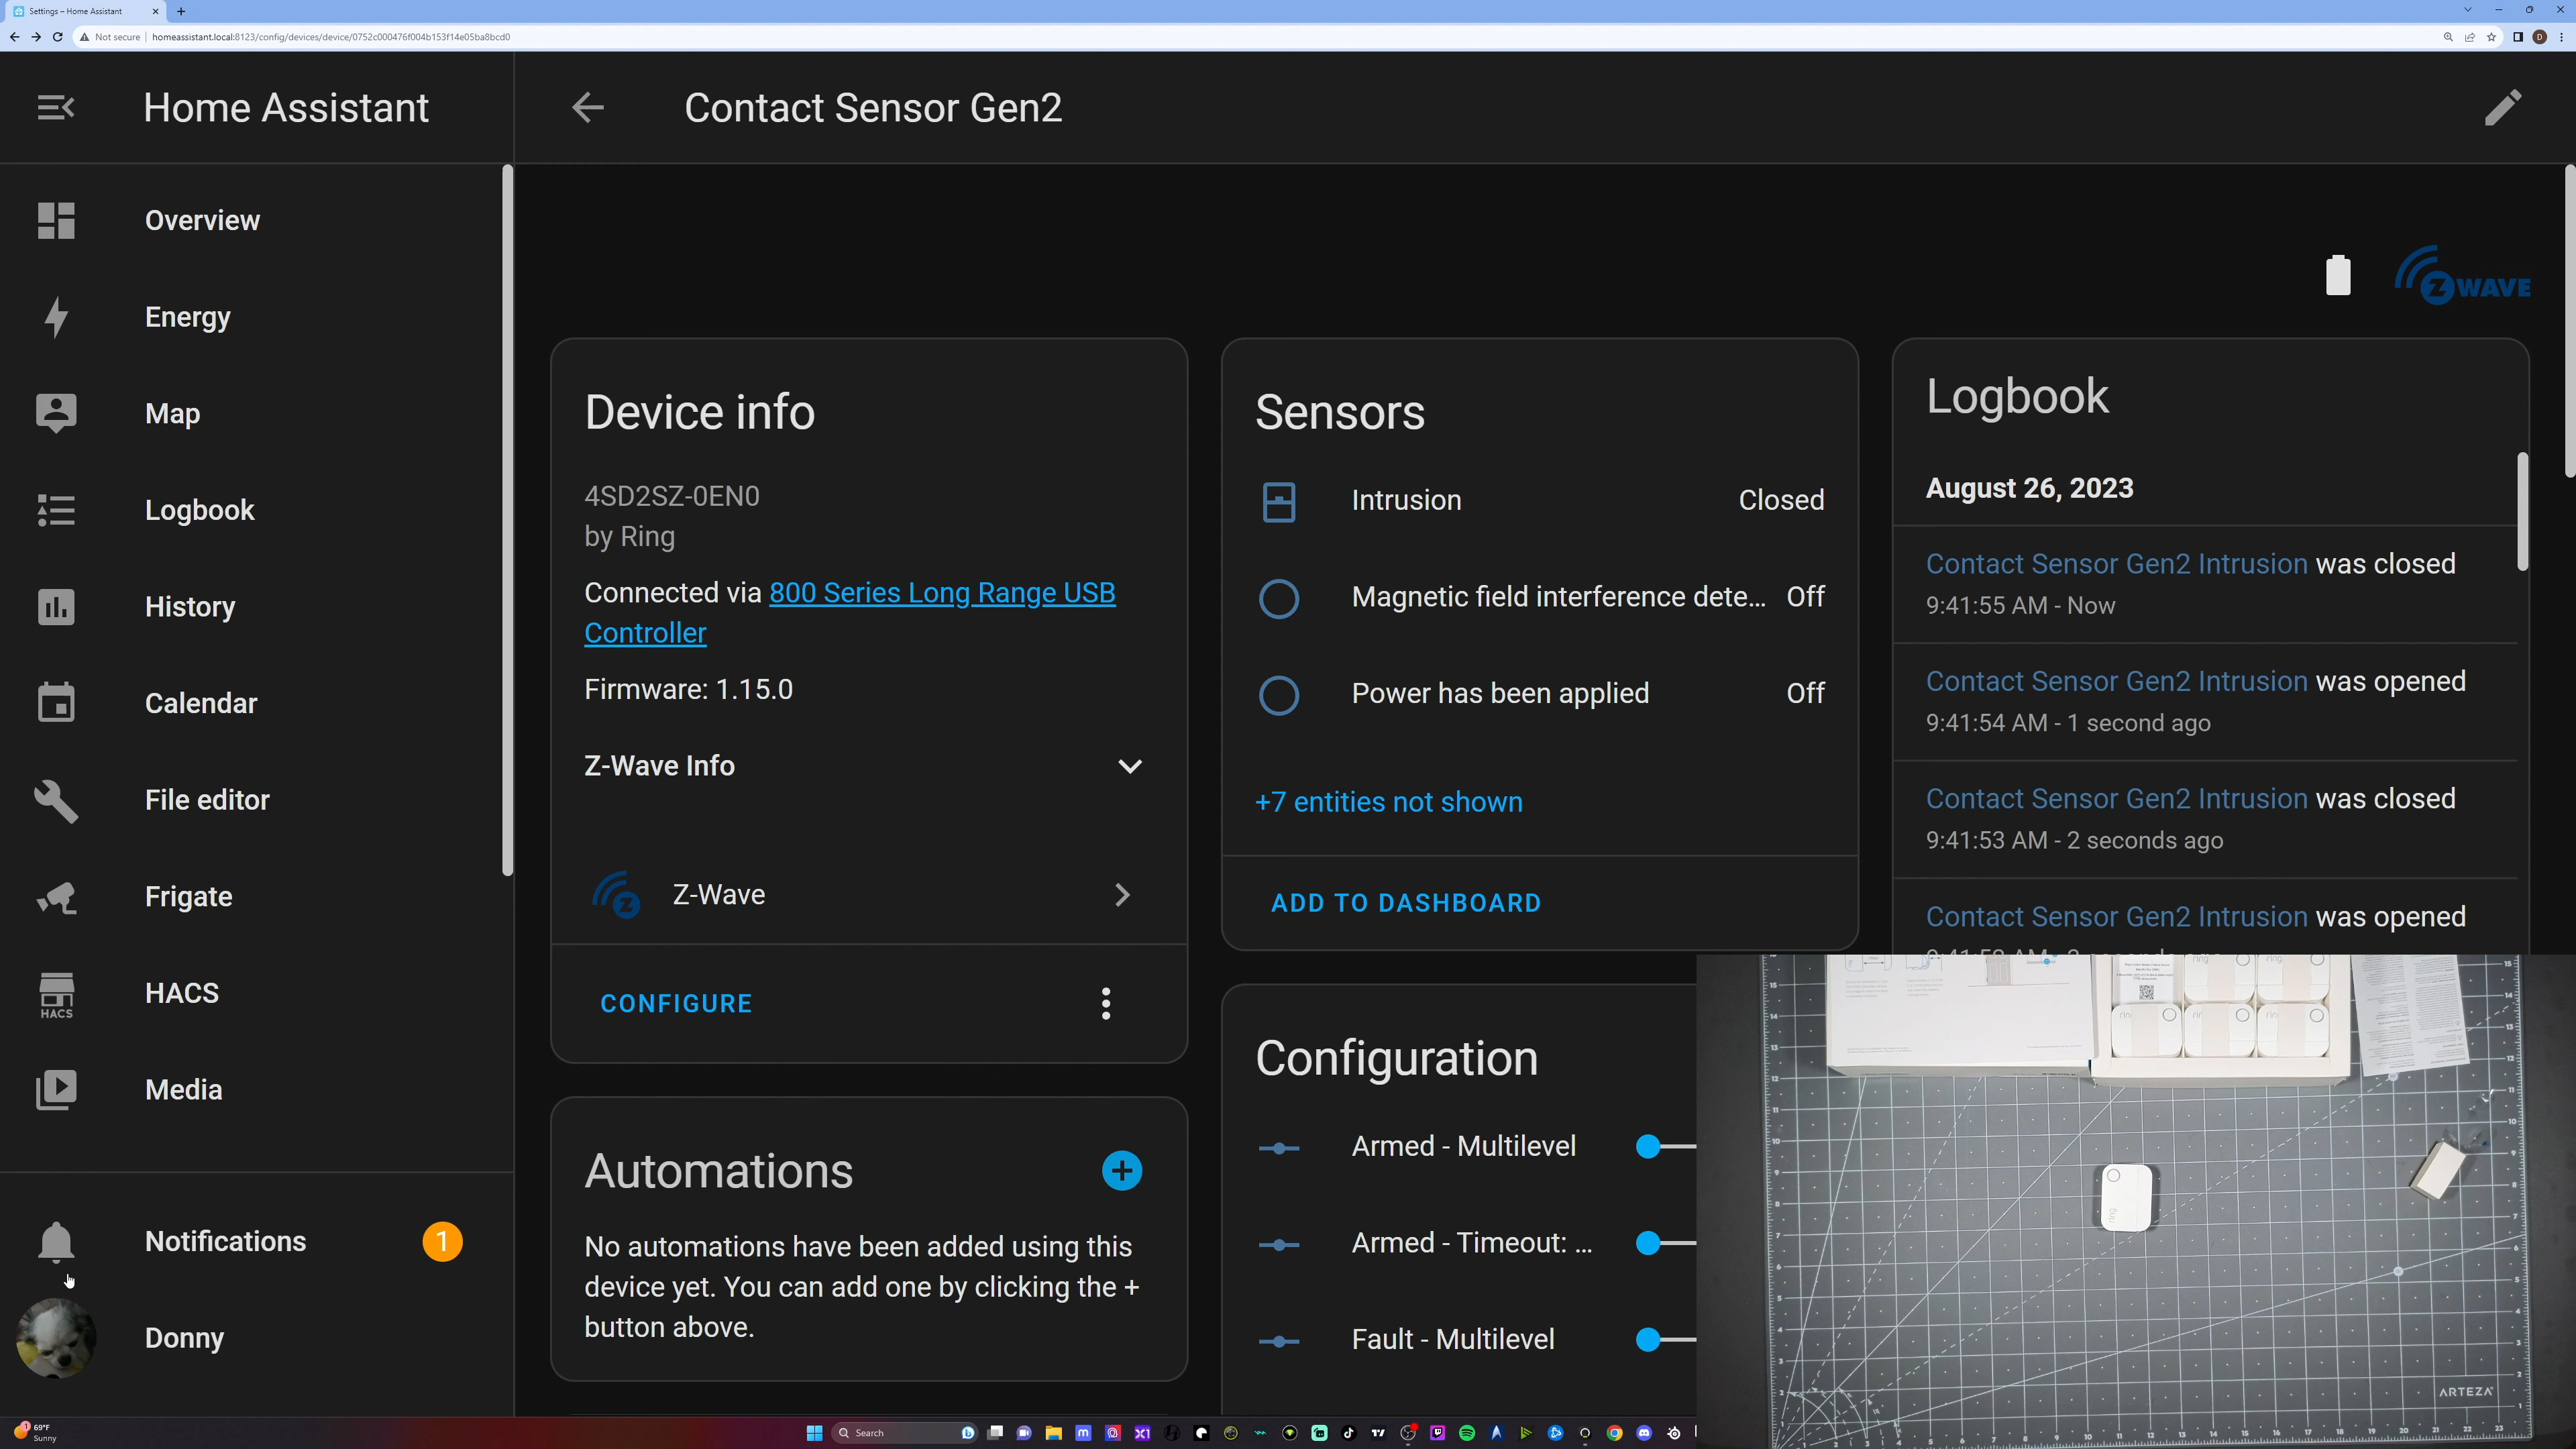 Settings – Home Assistant
Not secure
homeassistant.local:8123/config/devices/device/0752c000476f004b153f14e05ba8bcd0
D
Home Assistant
Contact Sensor Gen2
Overview
Energy
Map
Logbook
History
Calendar
File editor
Frigate
HACS
HACS
Media
Notifications
1
Donny
Z WAVE
Device info
4SD2SZ-0EN0
by Ring
Connected via 800 Series Long Range USB
Controller
Firmware: 1.15.0
Z-Wave Info
Z-Wave
CONFIGURE
Automations
No automations have been added using this
device yet. You can add one by clicking the +
button above.
Sensors
Intrusion Closed
Magnetic field interference dete... Off
Power has been applied Off
+7 entities not shown
ADD TO DASHBOARD
Configuration
Armed - Multilevel
Armed - Timeout: ...
Fault - Multilevel
Logbook
August 26, 2023
Contact Sensor Gen2 Intrusion was closed
9:41:55 AM - Now
Contact Sensor Gen2 Intrusion was opened
9:41:54 AM - 1 second ago
Contact Sensor Gen2 Intrusion was closed
9:41:53 AM - 2 seconds ago
Contact Sensor Gen2 Intrusion was opened
ring
ring
ring
ring
ring
ring
ARTEZA
69°F
Sunny
Search